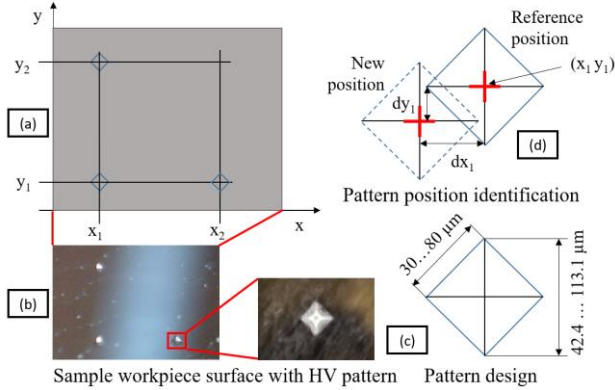 y
y₂
(a)
y₁
x₁
x₂
x
(b)
Sample workpiece surface with HV pattern
Reference
position
New
position
(x₁ y₁)
dy₁
dx₁
(d)
Pattern position identification
30…80 µm
42.4 … 113.1 µm
(c)
Pattern design